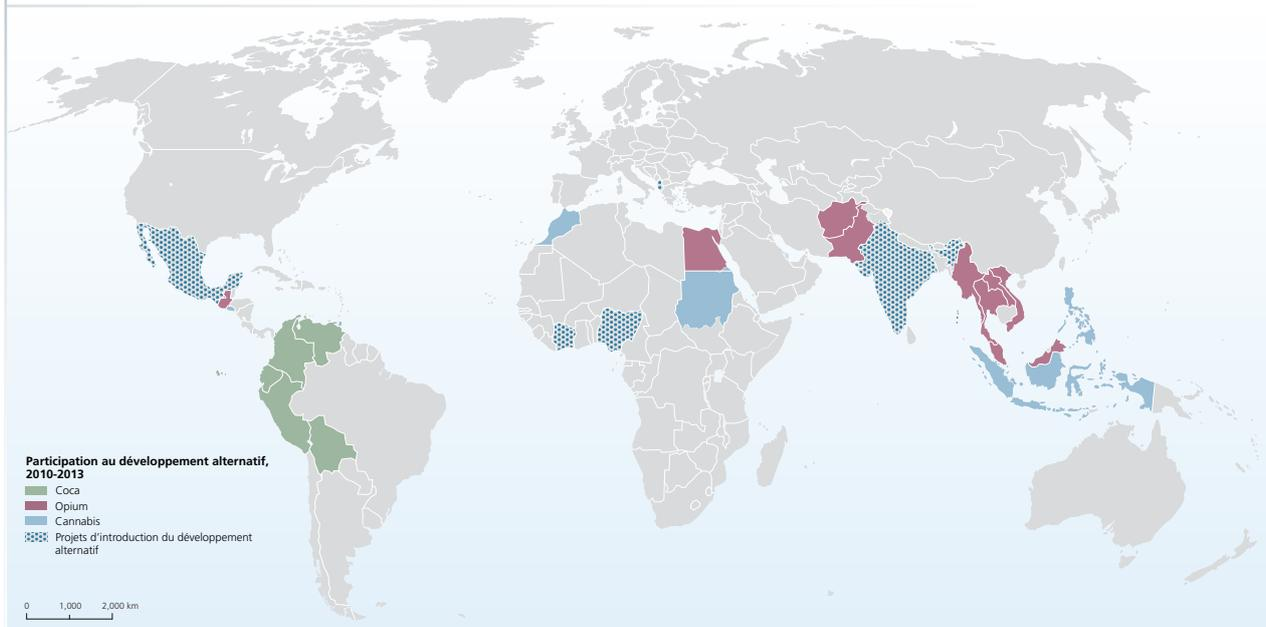 Participation au développement alternatif,
2010-2013
Coca
Opium
Cannabis
Projets d'introduction du développement
alternatif
0 1,000 2,000 km